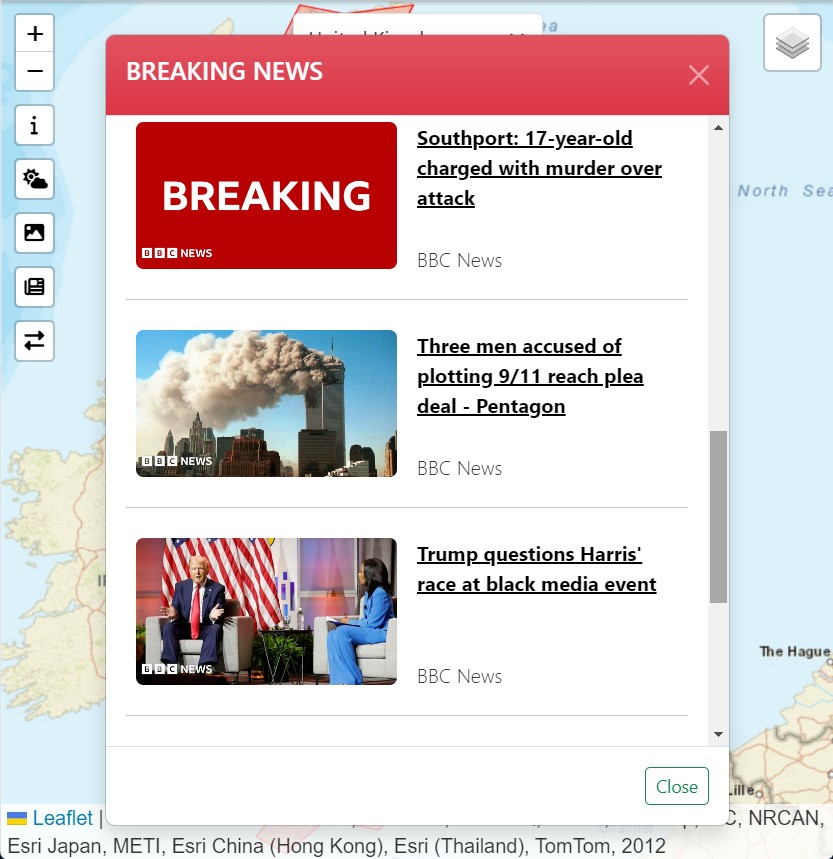 +
−
i
BREAKING NEWS
BREAKING
BBC NEWS
Southport: 17-year-old
charged with murder over
attack
BBC News
North Sea
BBC NEWS
Three men accused of
plotting 9/11 reach plea
deal - Pentagon
BBC News
BBC NEWS
Trump questions Harris'
race at black media event
BBC News
The Hague
Close
Lille
Leaflet |
C, NRCAN,
Esri Japan, METI, Esri China (Hong Kong), Esri (Thailand), TomTom, 2012